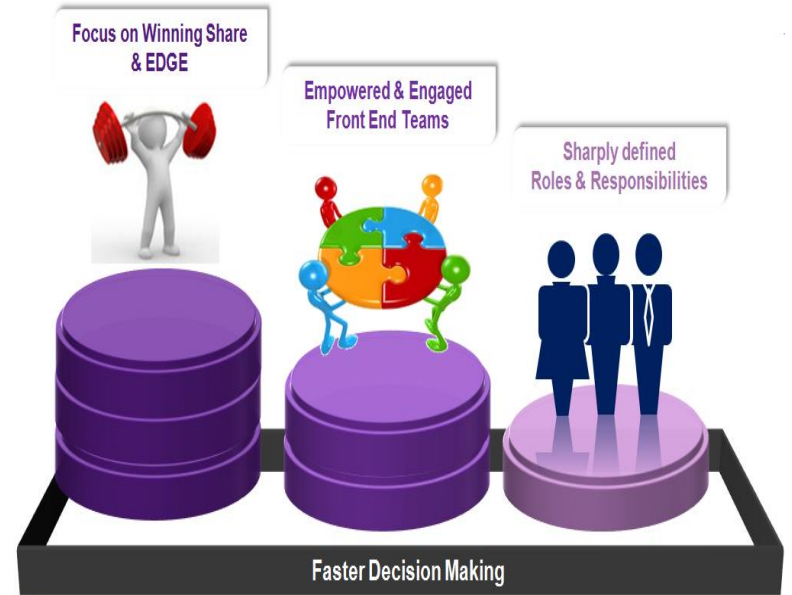 Focus on Winning Share
& EDGE
Empowered & Engaged
Front End Teams
Sharply defined
Roles & Responsibilities
Faster Decision Making